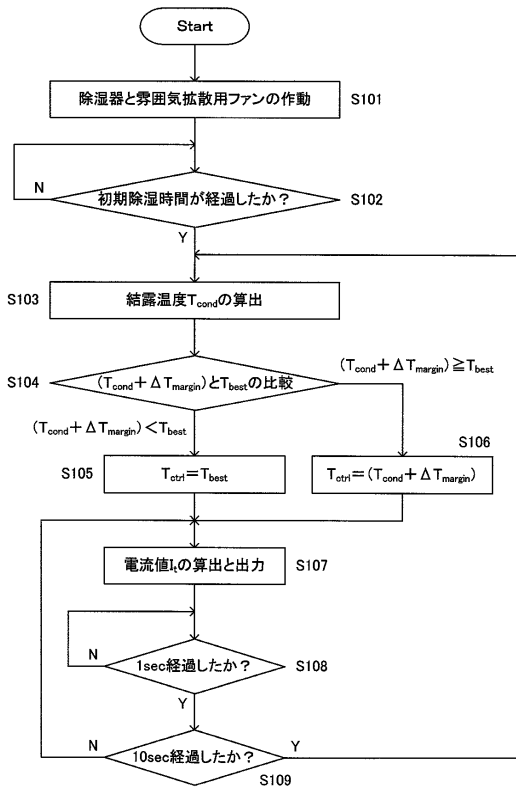 Start
除湿器と雰囲気拡散用ファンの作動
S101
N
初期除湿時間が経過したか?
S102
Y
S103
結露温度Tcondの算出
S104
(Tcond+ΔTmargin)とTbestの比較
(Tcond+ΔTmargin)≧Tbest
(Tcond+ΔTmargin)<Tbest
S105
Tctrl=Tbest
S106
Tctrl=(Tcond+ΔTmargin)
電流値Itの算出と出力
S107
N
1sec経過したか?
S108
Y
N
10sec経過したか?
Y
S109